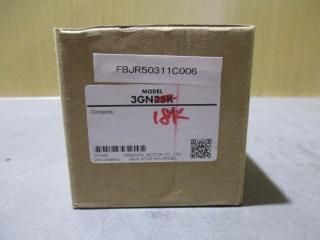 FBJR50311C006
MODEL
3GN25K
18K
Contents
ORIENTAL MOTOR CO.,LTD.
MADE IN THE PHILIPPINES